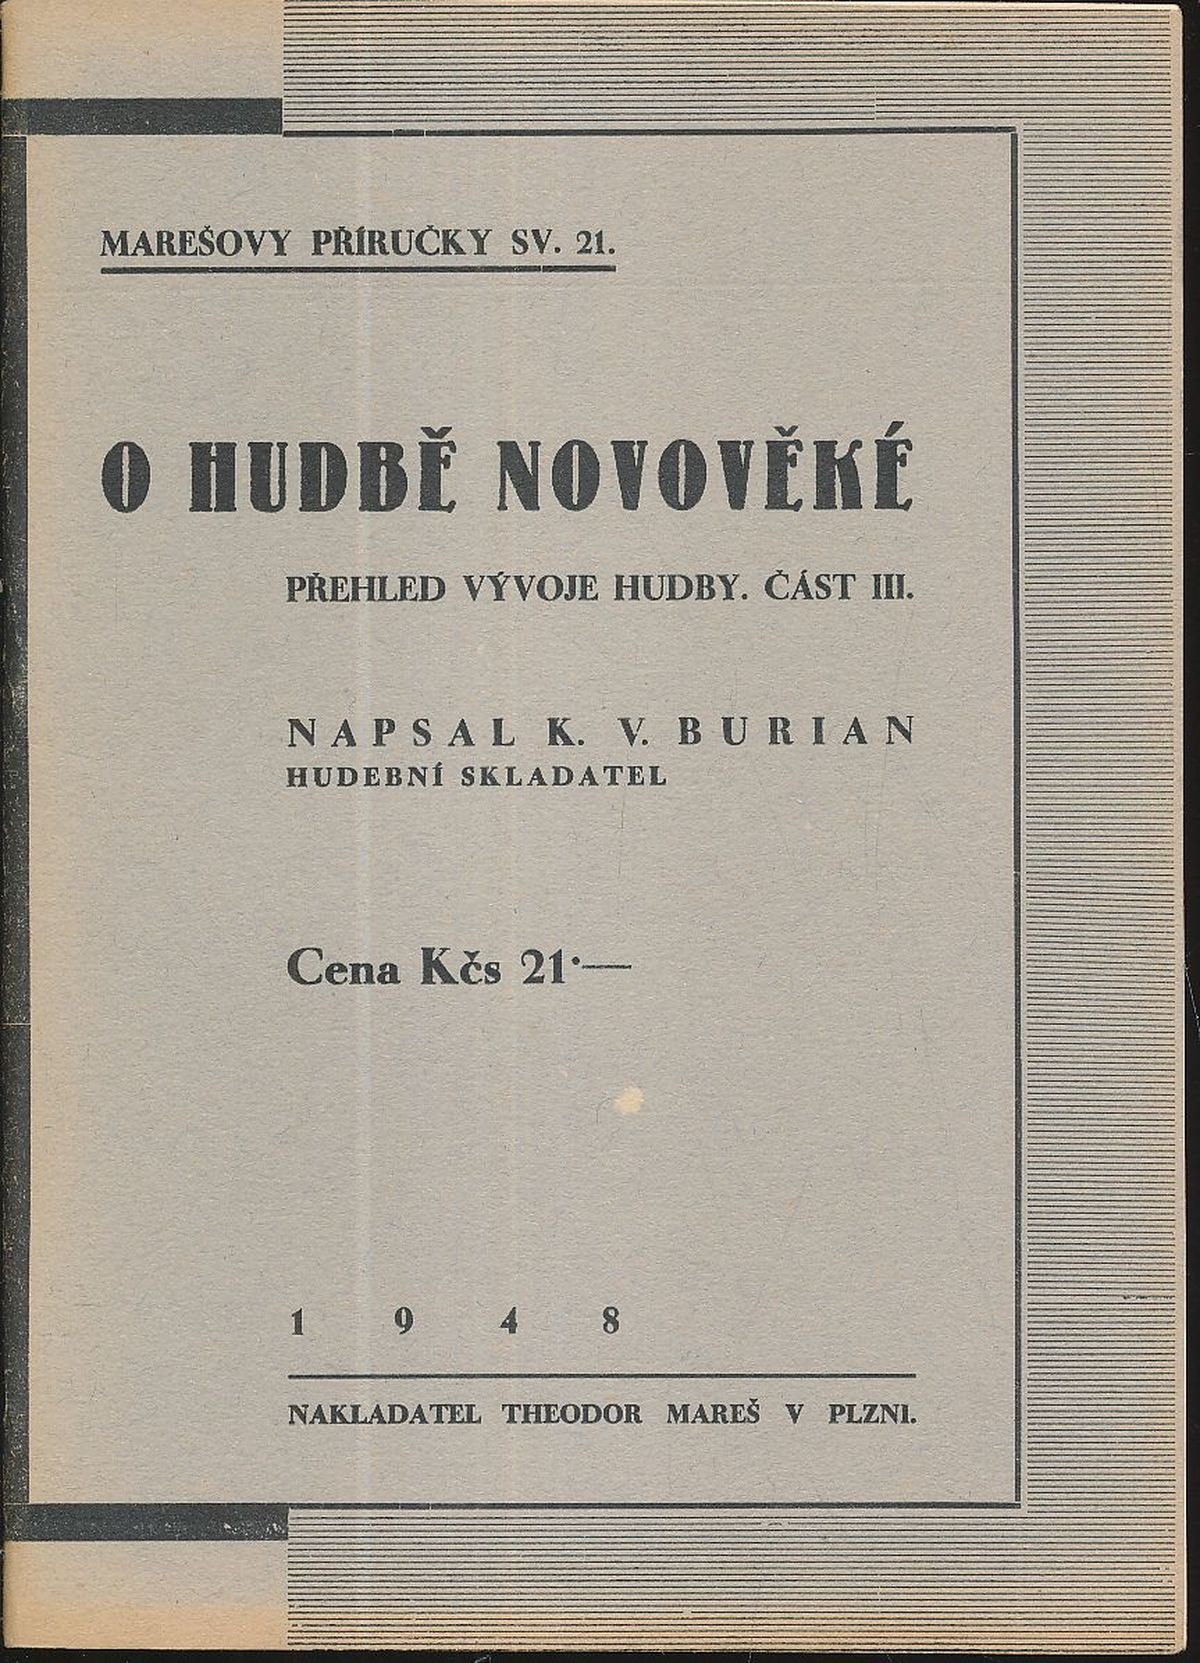 MAREŠOVY PŘÍRUČKY SV. 21.
O HUDBĚ NOVOVĚKÉ
PŘEHLED VÝVOJE HUDBY. ČÁST III.
NAPSAL K. V. BURIAN
HUDEBNÍ SKLADATEL
Cena Kčs 21·—
1 9 4 8
NAKLADATEL THEODOR MAREŠ V PLZNI.